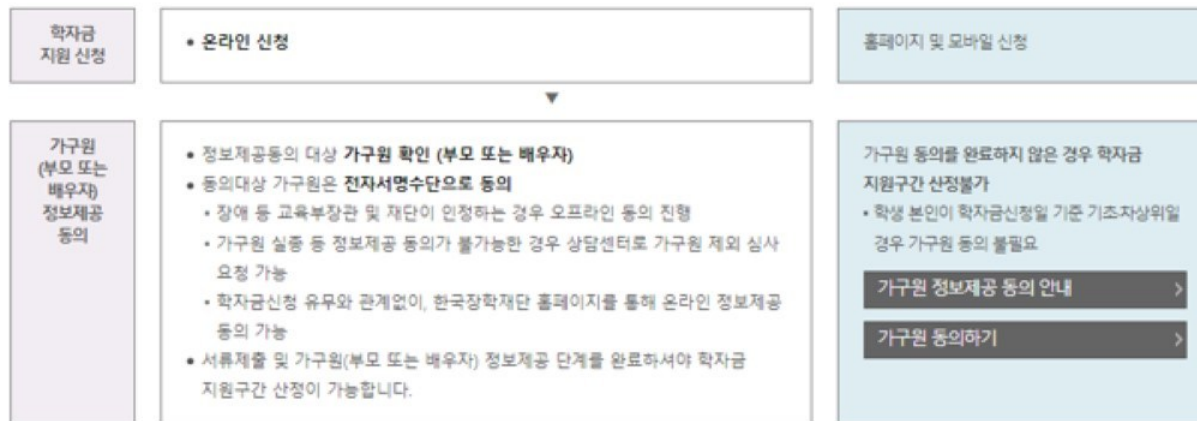 학자금
지원 신청
• 온라인 신청
홈페이지 및 모바일 신청
▼
가구원
(부모 또는
배우자)
정보제공
동의
• 정보제공동의 대상 가구원 확인 (부모 또는 배우자)
• 동의대상 가구원은 전자서명수단으로 동의
• 장애 등 교육부장관 및 재단이 인정하는 경우 오프라인 동의 진행
• 가구원 실종 등 정보제공 동의가 불가능한 경우 상담센터로 가구원 제외 심사
요청 가능
• 학자금신청 유무와 관계없이, 한국장학재단 홈페이지를 통해 온라인 정보제공
동의 가능
• 서류제출 및 가구원(부모 또는 배우자) 정보제공 단계를 완료하셔야 학자금
지원구간 산정이 가능합니다.
가구원 동의를 완료하지 않은 경우 학자금
지원구간 산정불가
• 학생 본인이 학자금신청일 기준 기초차상위일
경우 가구원 동의 불필요
가구원 정보제공 동의 안내 >
가구원 동의하기 >